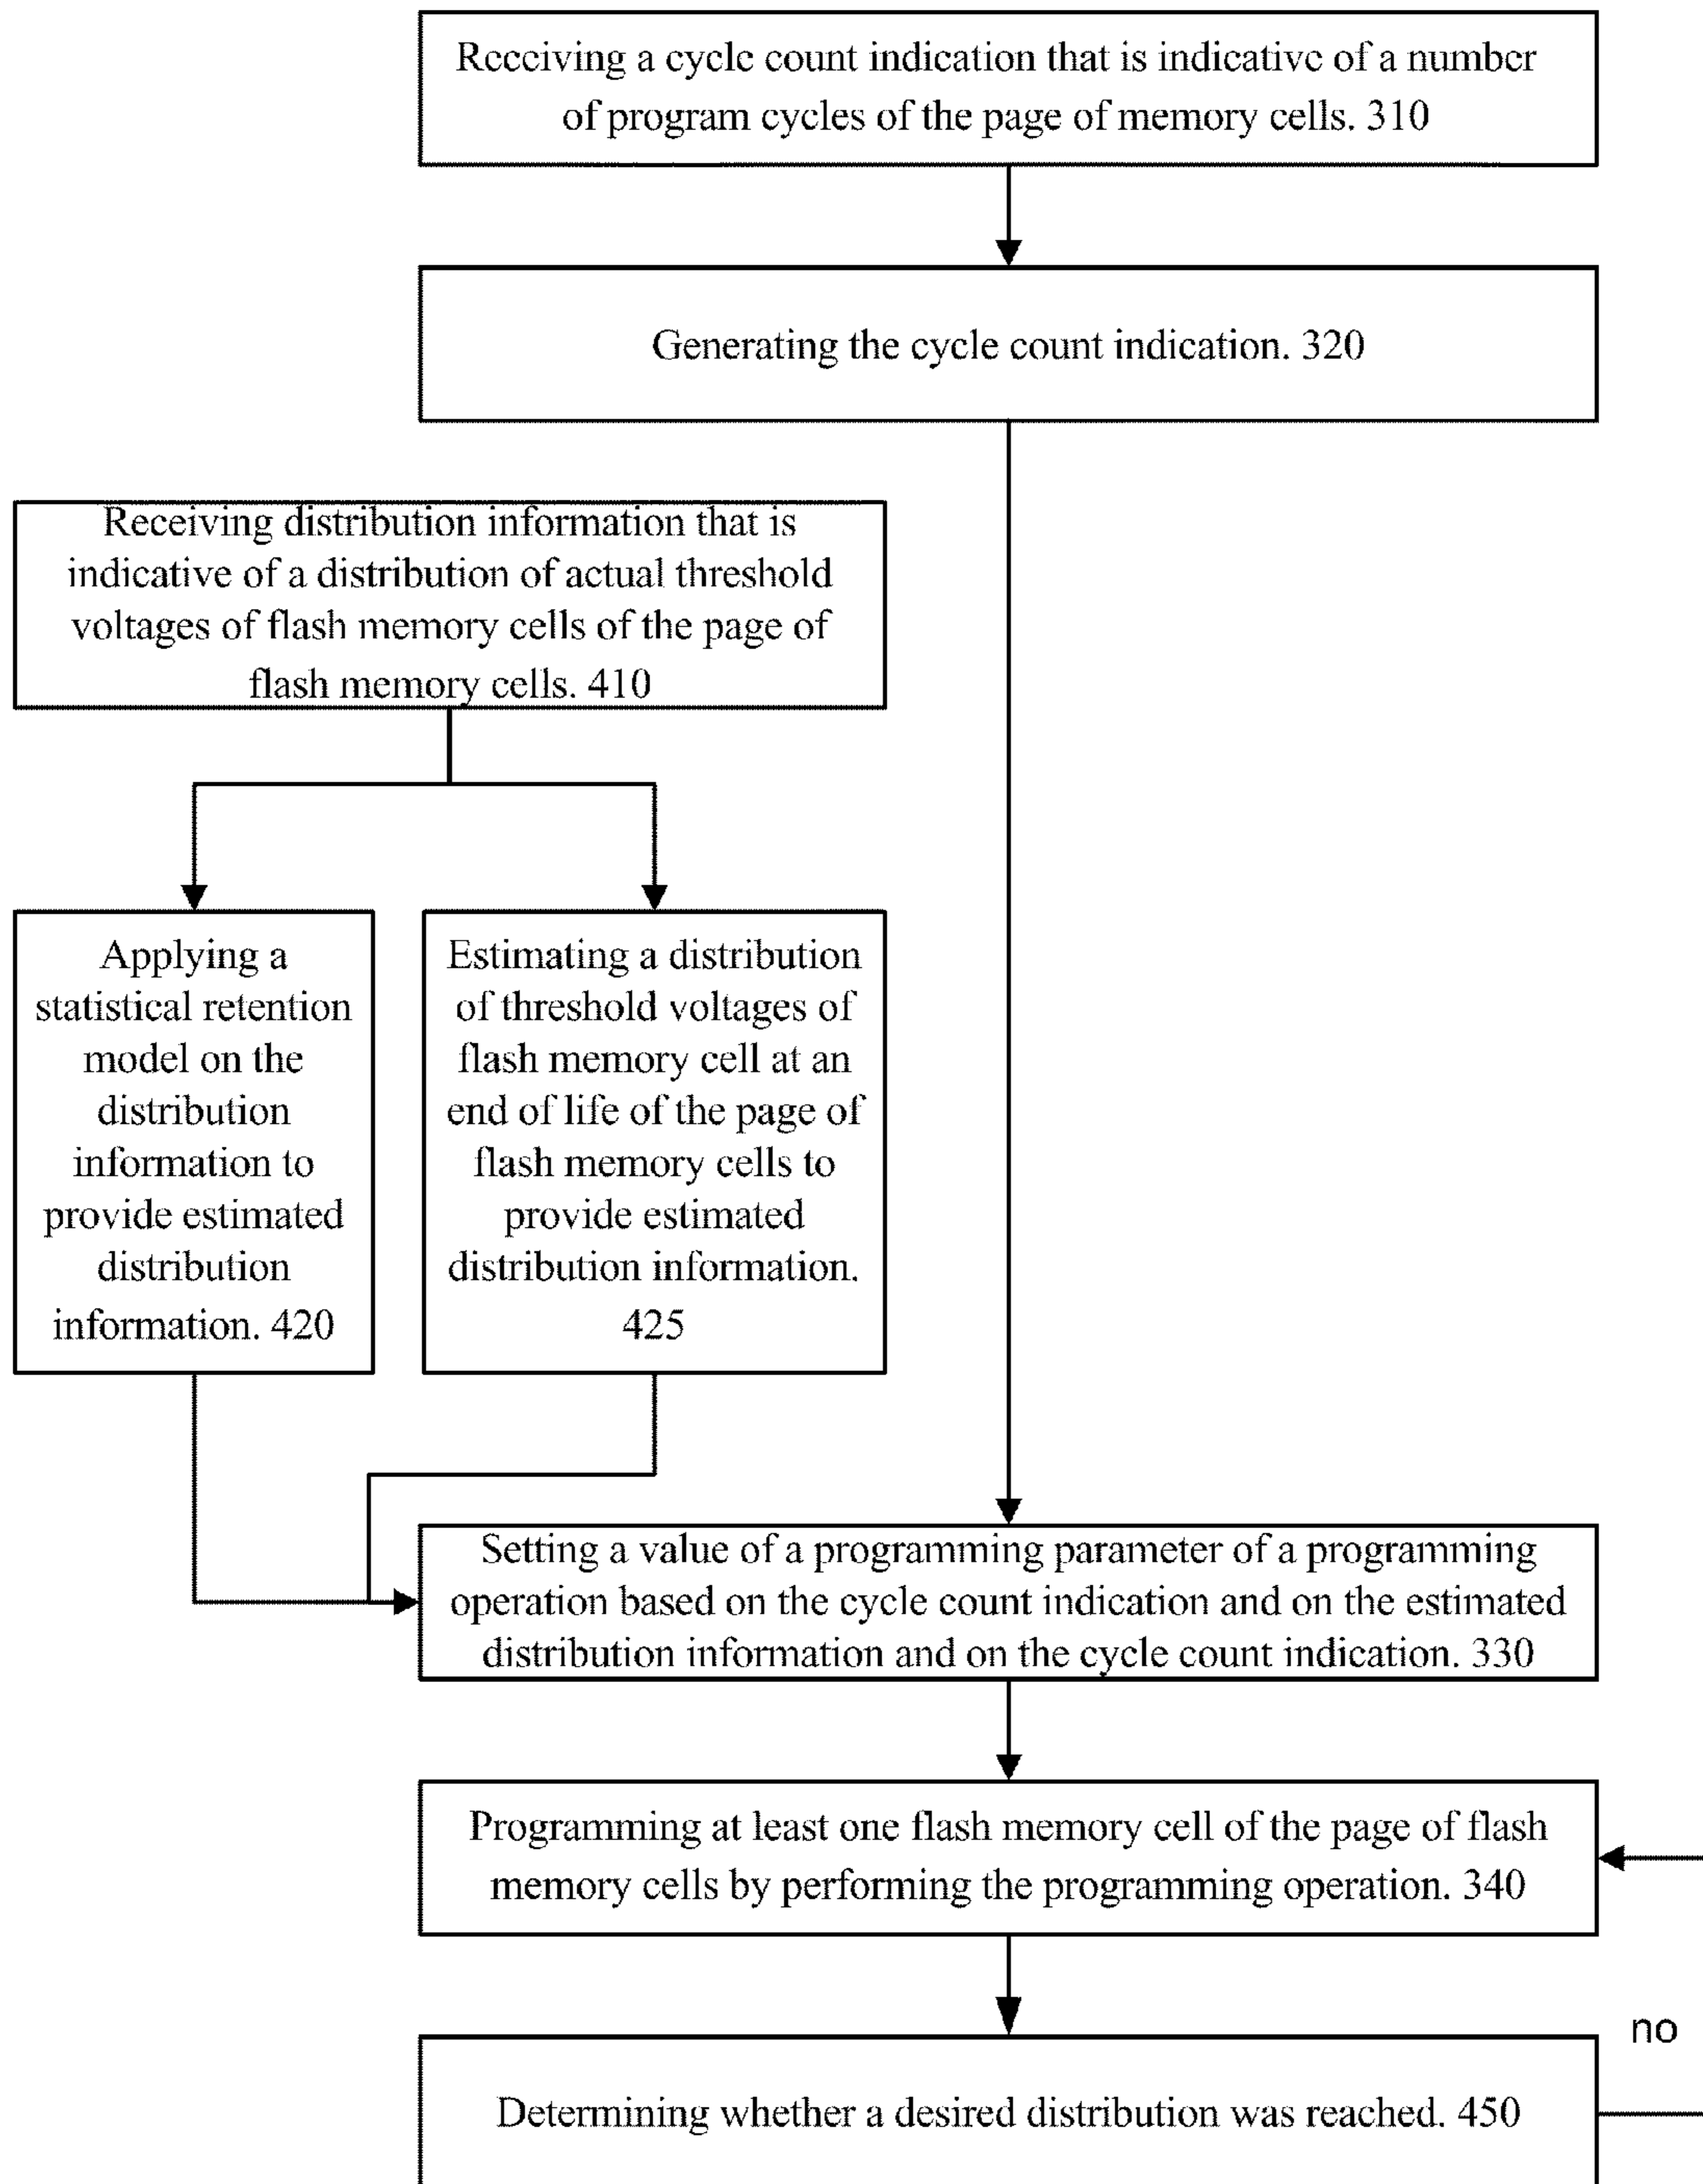 Receiving a cycle count indication that is indicative of a number
of program cycles of the page of memory cells. 310
Generating the cycle count indication. 320
Receiving distribution information that is
indicative of a distribution of actual threshold
voltages of flash memory cells of the page of
flash memory cells. 410
Applying a
statistical retention
model on the
distribution
information to
provide estimated
distribution
information. 420
Estimating a distribution
of threshold voltages of
flash memory cell at an
end of life of the page of
flash memory cells to
provide estimated
distribution information.
425
Setting a value of a programming parameter of a programming
operation based on the cycle count indication and on the estimated
distribution information and on the cycle count indication. 330
Programming at least one flash memory cell of the page of flash
memory cells by performing the programming operation. 340
no
Determining whether a desired distribution was reached. 450